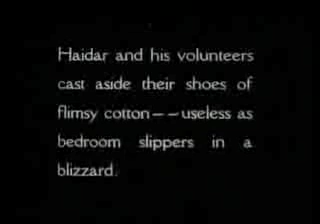 Haidar and his volunteers
cast aside their shoes of
flimsy cotton--useless as
bedroom slippers in a
blizzard.